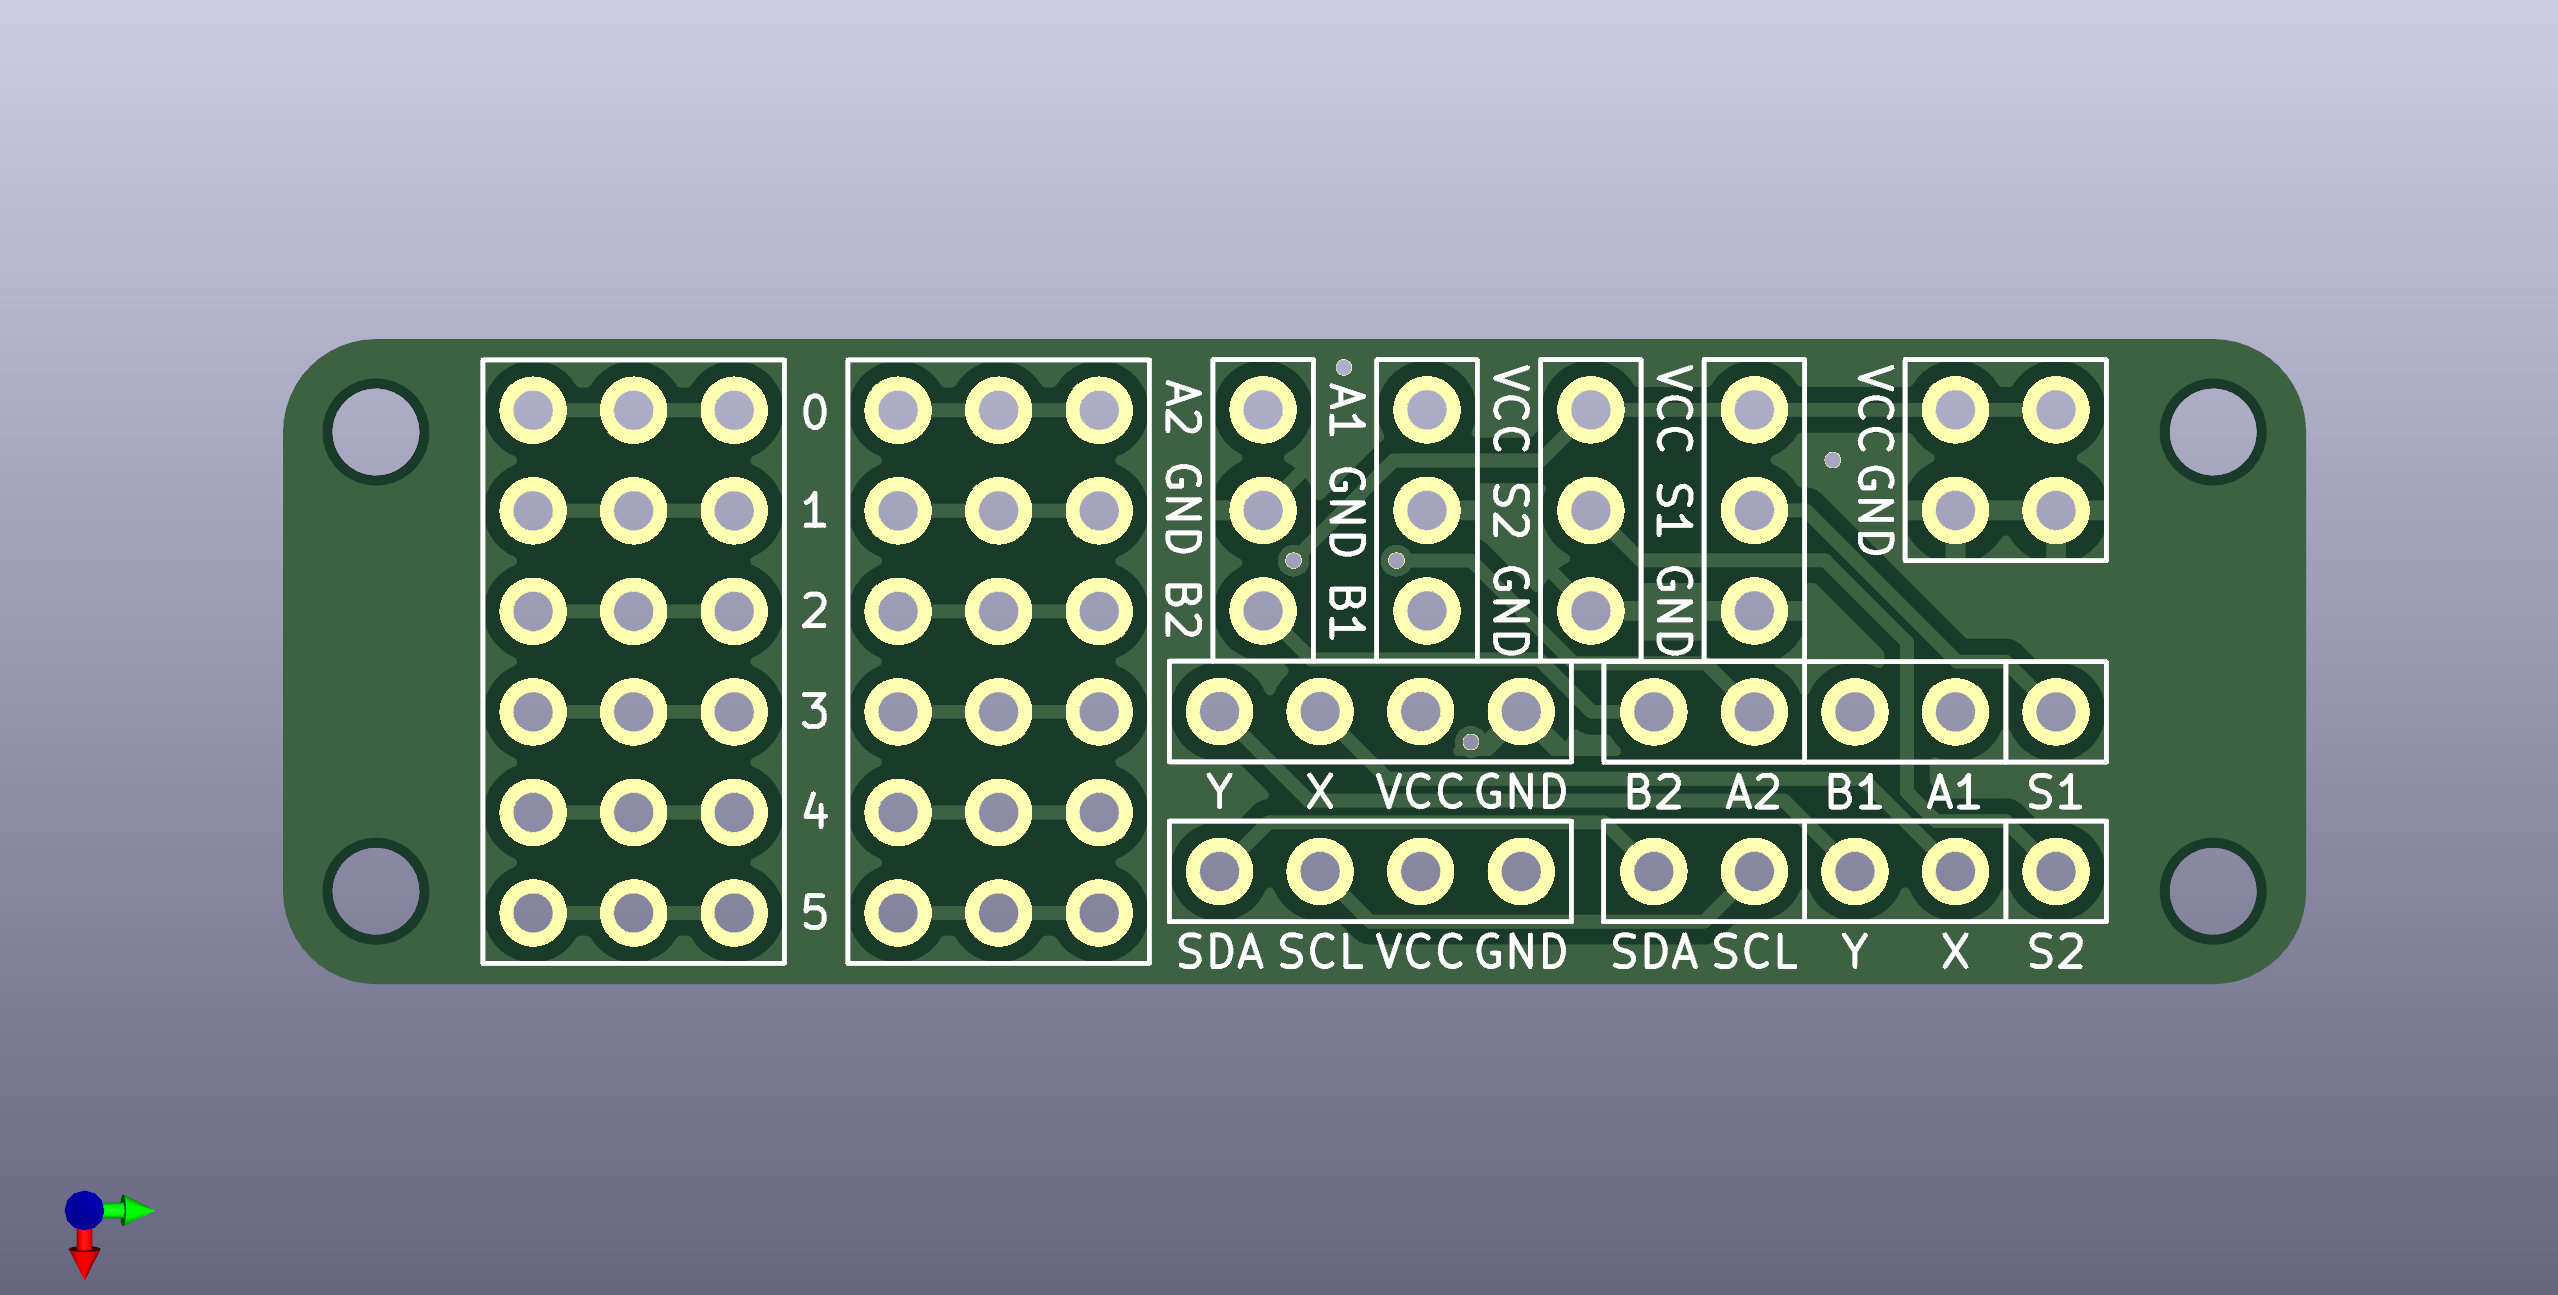 0
1
2
3
4
5
A2 GND B2
A1 GND B1
VCC S2 GND
VCC S1 GND
VCC GND
Y X VCC GND B2 A2 B1 A1 S1
SDA SCL VCC GND SDA SCL Y X S2